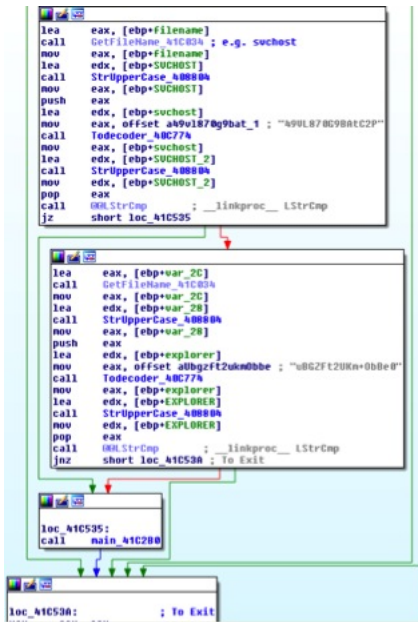 lea eax, [ebp+filename]
call GetFileName_41C034 ; e.g. svchost
mov eax, [ebp+filename]
lea edx, [ebp+SVCHOST]
call StrUpperCase_408804
mov eax, [ebp+SVCHOST]
push eax
lea edx, [ebp+svchost]
mov eax, offset a49vl870g9bat_1 ; "49VL870G9BAtC2P"
call Todecoder_40C774
mov eax, [ebp+svchost]
lea edx, [ebp+SVCHOST_2]
call StrUpperCase_408804
mov edx, [ebp+SVCHOST_2]
pop eax
call @@LStrCmp ; __linkproc__ LStrCmp
jz short loc_41C535
lea eax, [ebp+var_2C]
call GetFileName_41C034
mov eax, [ebp+var_2C]
lea edx, [ebp+var_28]
call StrUpperCase_408804
mov eax, [ebp+var_28]
push eax
lea edx, [ebp+explorer]
mov eax, offset aUbgzft2ukmObbe ; "uBGZFt2UKm+ObBe0"
call Todecoder_40C774
mov eax, [ebp+explorer]
lea edx, [ebp+EXPLORER]
call StrUpperCase_408804
mov edx, [ebp+EXPLORER]
pop eax
call @@LStrCmp ; __linkproc__ LStrCmp
jnz short loc_41C53A ; To Exit
loc_41C535:
call main_41C280
loc_41C53A: ; To Exit